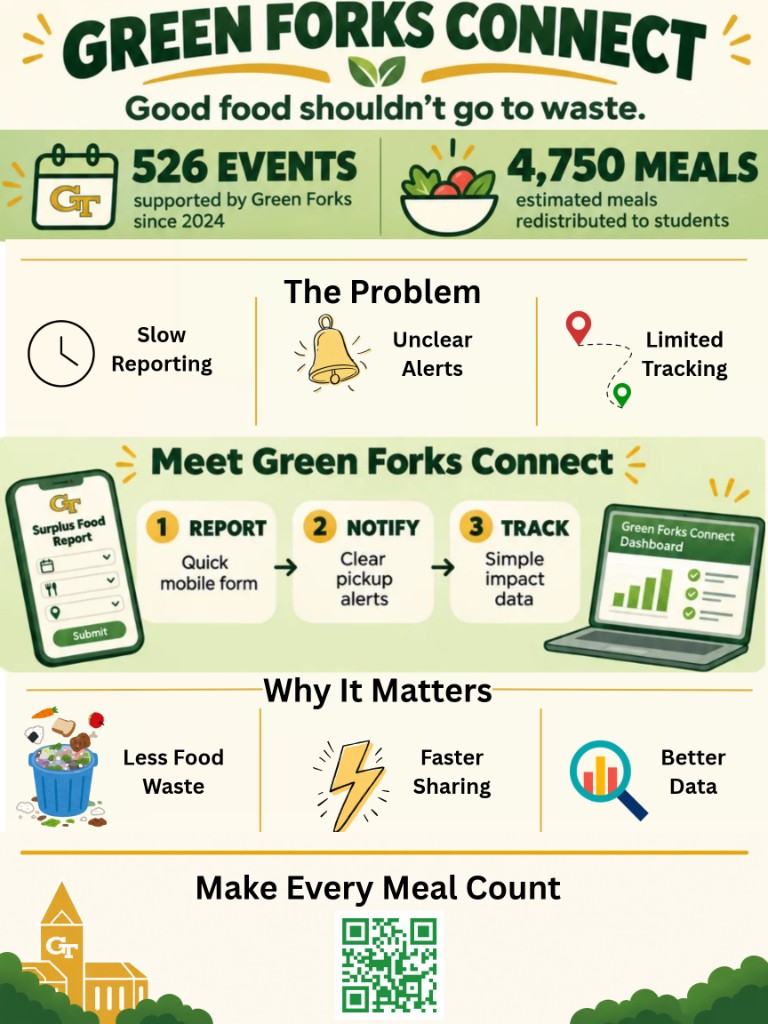 GREEN FORKS CONNECT
Good food shouldn't go to waste.
GT
526 EVENTS
supported by Green Forks
since 2024
4,750 MEALS
estimated meals
redistributed to students
The Problem
Slow
Reporting
Unclear
Alerts
Limited
Tracking
Meet Green Forks Connect
GT
Surplus Food
Report
Submit
1 REPORT
Quick
mobile form
2 NOTIFY
Clear
pickup
alerts
3 TRACK
Simple
impact
data
Green Forks Connect
Dashboard
Why It Matters
Less Food
Waste
Faster
Sharing
Better
Data
Make Every Meal Count
GT